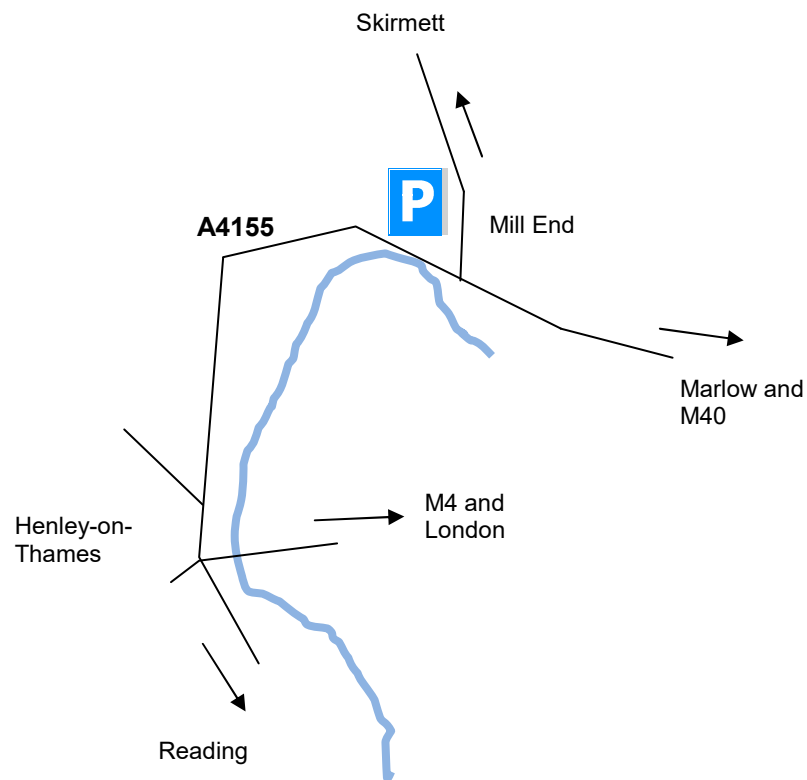 Skirmett
P
A4155
Mill End
Marlow and
M40
M4 and
London
Henley-on-
Thames
Reading